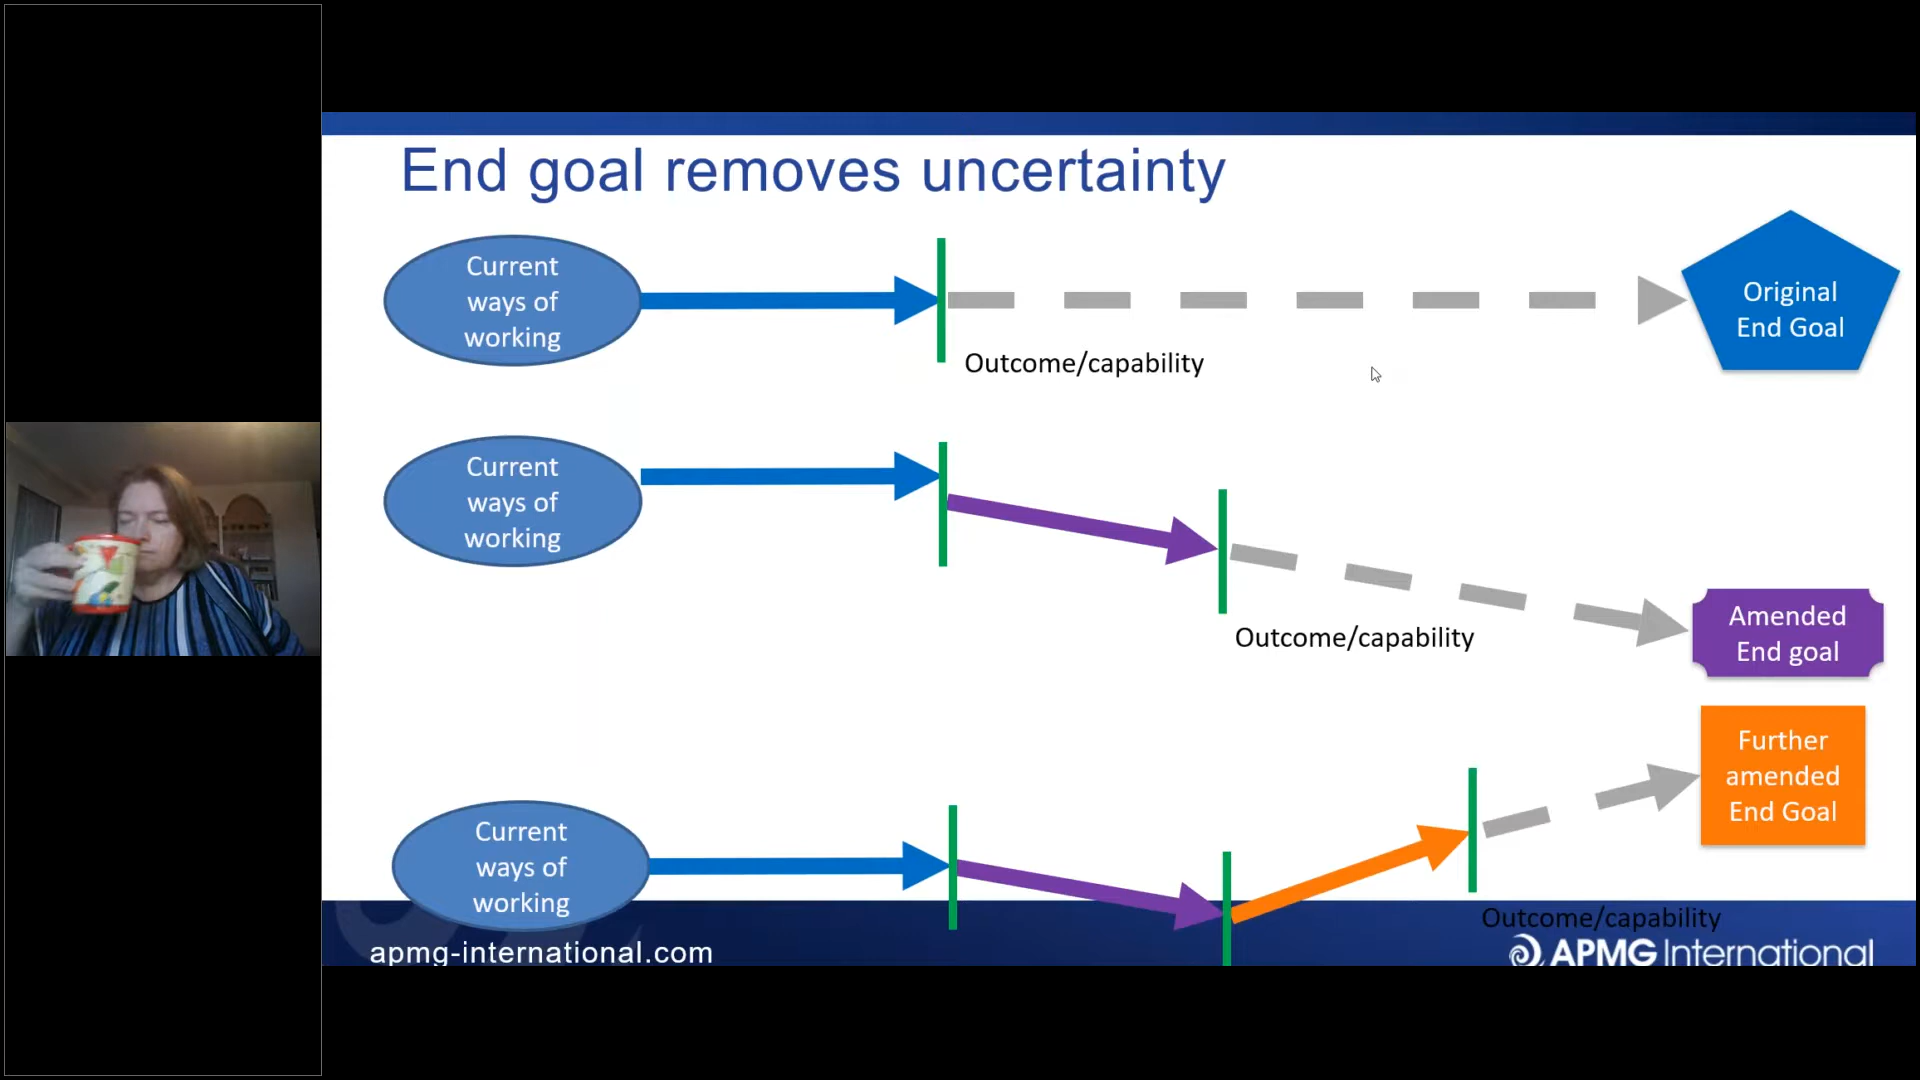 End goal removes uncertainty
Current
ways of
working
Original
End Goal
Outcome/capability
Current
ways of
working
Outcome/capability
Amended
End goal
Further
amended
End Goal
Current
ways of
working
Outcome/capability
apmg-international.com
APMG International